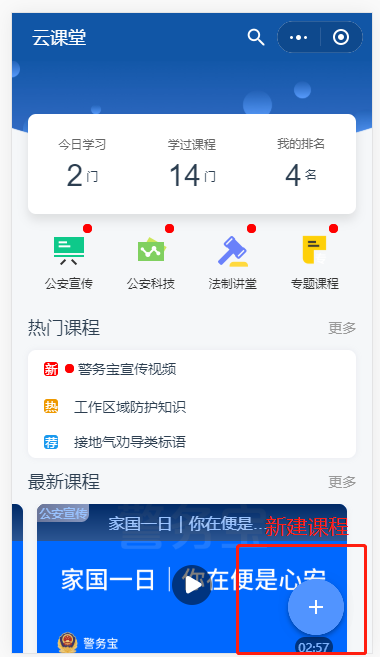 云课堂
今日学习 学过课程 我的排名
2门 14门 4名
公安宣传 公安科技 法制讲堂 专题课程
热门课程 更多
新 警务宝宣传视频
热 工作区域防护知识
荐 接地气劝导类标语
最新课程 更多
公安宣传
警务宝
家国一日｜你在便是...
新建课程
家国一日｜你在便是心安
警务宝
02:57